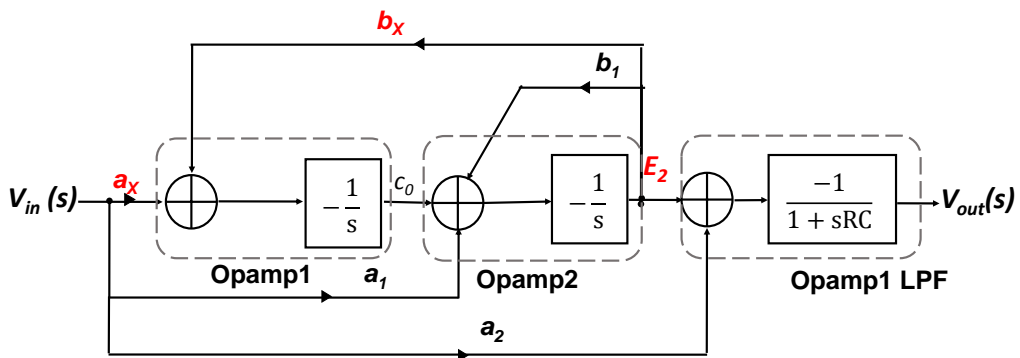 b_X
b_1
V_in (s)
a_X
-1/s
c_0
-1/s
E_2
-1/(1 + sRC)
V_out(s)
Opamp1
a_1
Opamp2
Opamp1 LPF
a_2